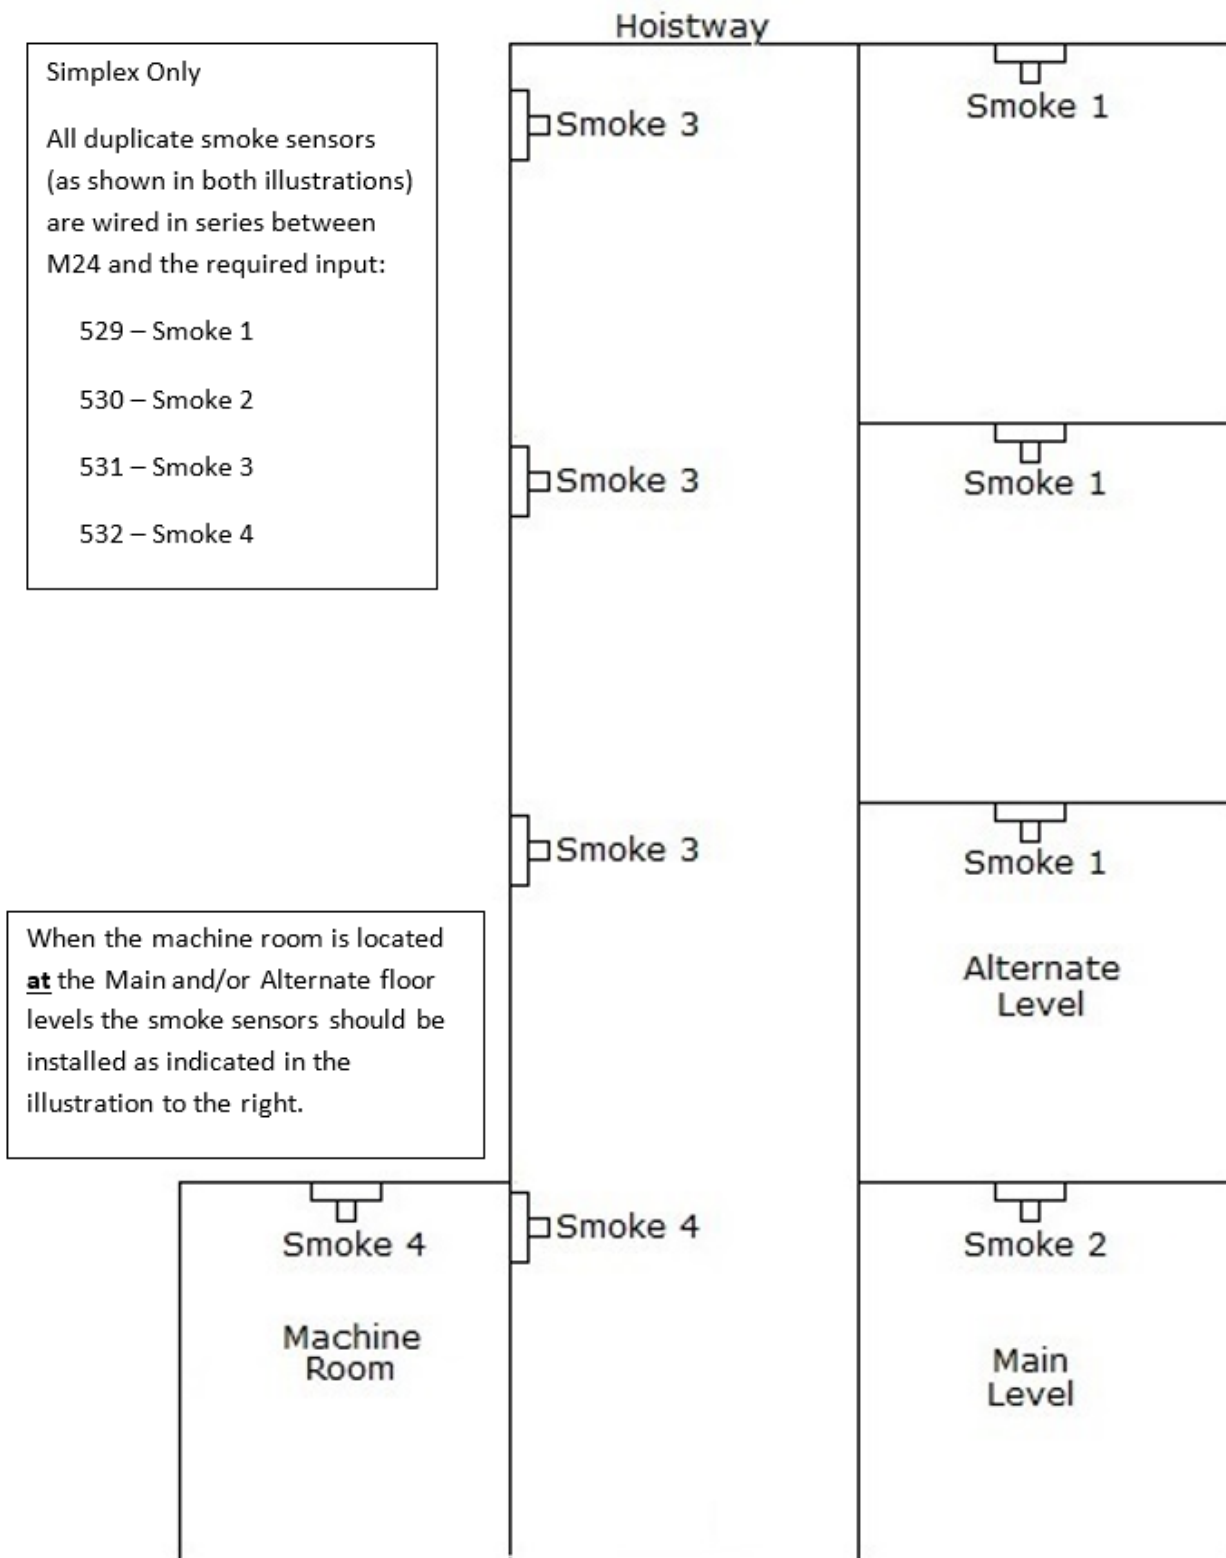 Hoistway
Simplex Only
All duplicate smoke sensors
(as shown in both illustrations)
are wired in series between
M24 and the required input:
529 – Smoke 1
530 – Smoke 2
531 – Smoke 3
532 – Smoke 4
Smoke 3
Smoke 1
Smoke 3
Smoke 1
Smoke 3
Smoke 1
Alternate
Level
When the machine room is located
at the Main and/or Alternate floor
levels the smoke sensors should be
installed as indicated in the
illustration to the right.
Smoke 4
Machine
Room
Smoke 4
Smoke 2
Main
Level